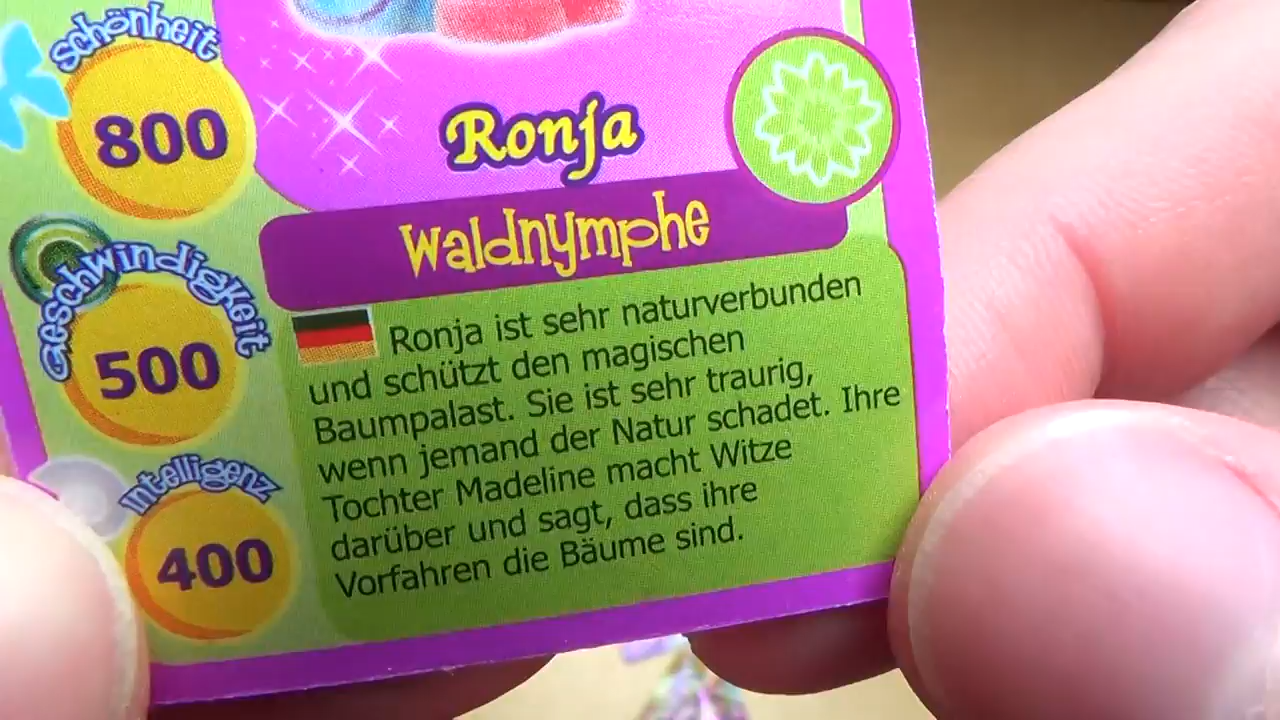 Schönheit
800
Geschwindigkeit
500
Intelligenz
400
Ronja
Waldnymphe
Ronja ist sehr naturverbunden
und schützt den magischen
Baumpalast. Sie ist sehr traurig,
wenn jemand der Natur schadet. Ihre
Tochter Madeline macht Witze
darüber und sagt, dass ihre
Vorfahren die Bäume sind.